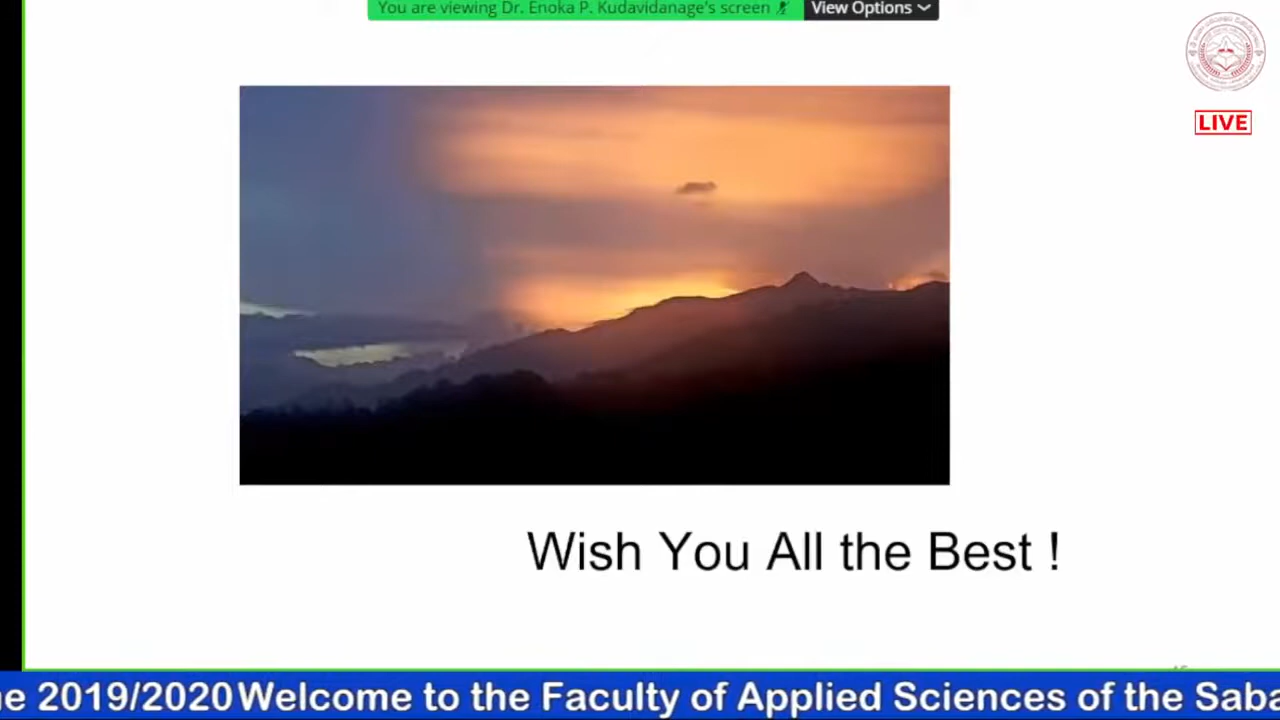 You are viewing Dr. Enoka P. Kudavidanage's screen
View Options
LIVE
Wish You All the Best !
2019/2020 Welcome to the Faculty of Applied Sciences of the